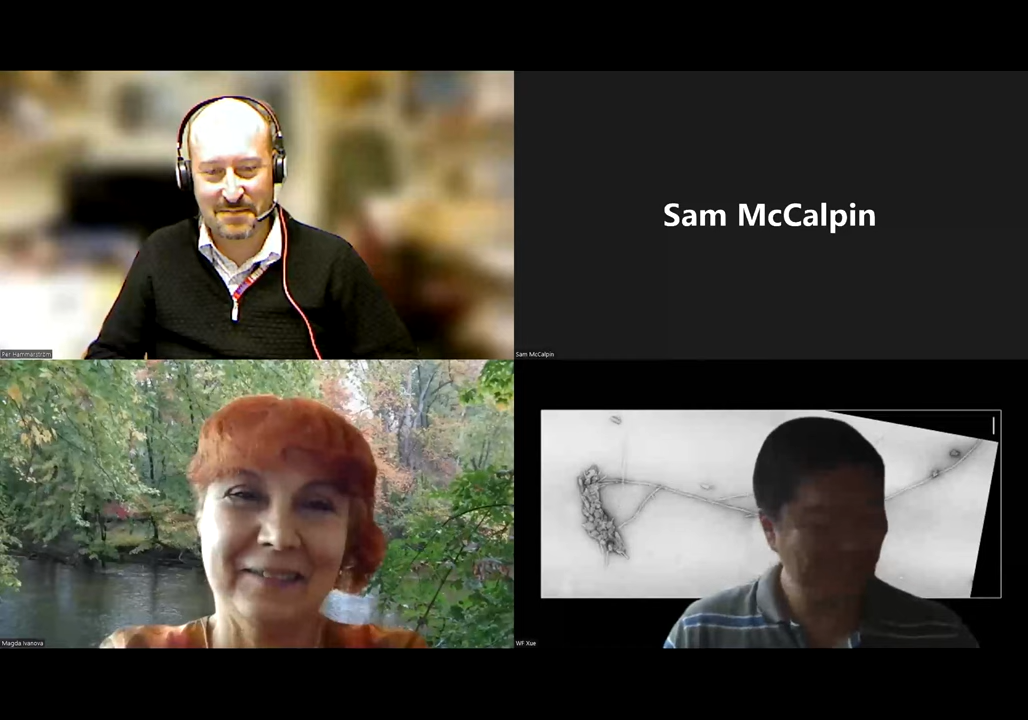 Sam McCalpin
Per Hammarström
Sam McCalpin
Magda Ivanova
WF Xue